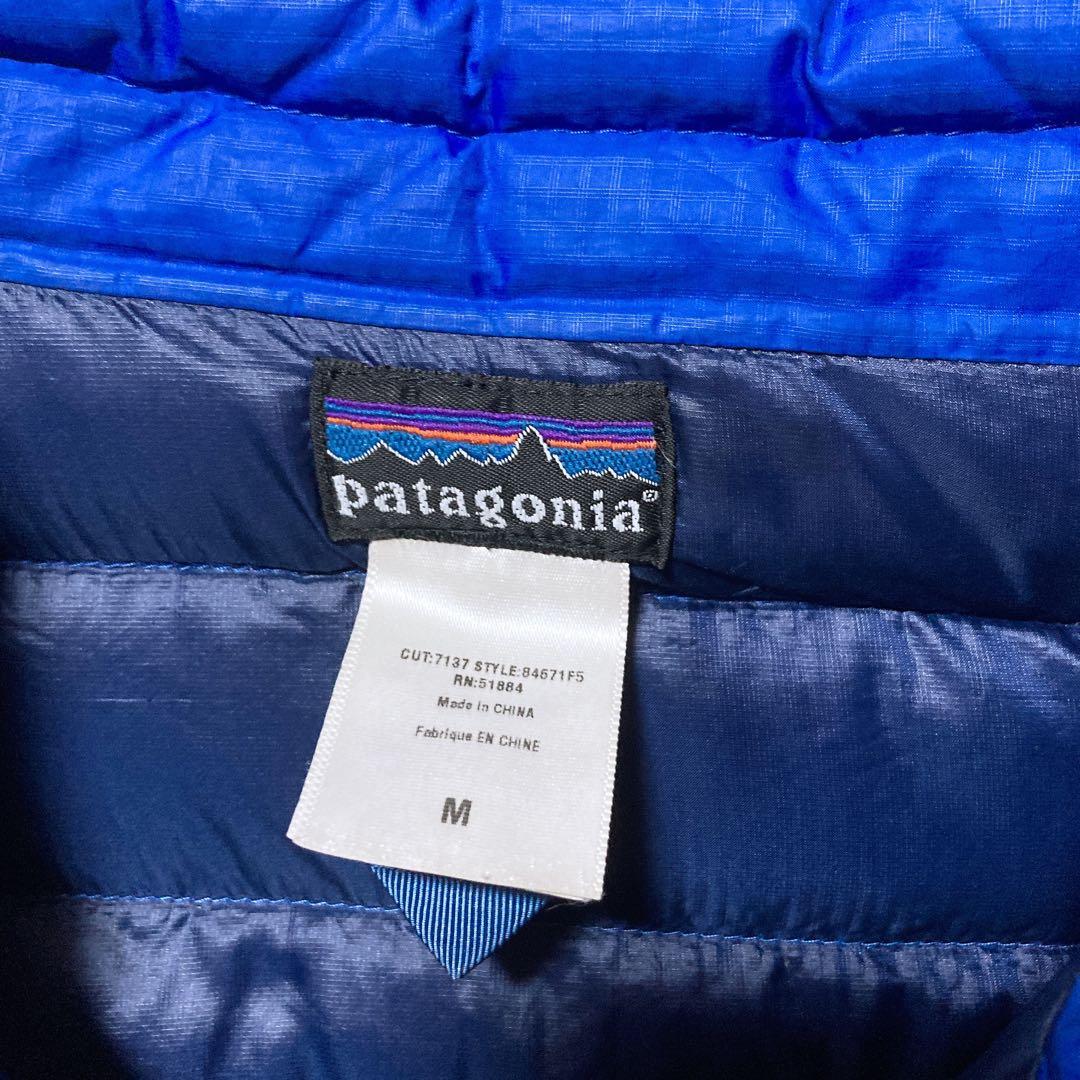 patagonia®
CUT:7137 STYLE:84671F5
RN:51884
Made in CHINA
Fabrique EN CHINE
M